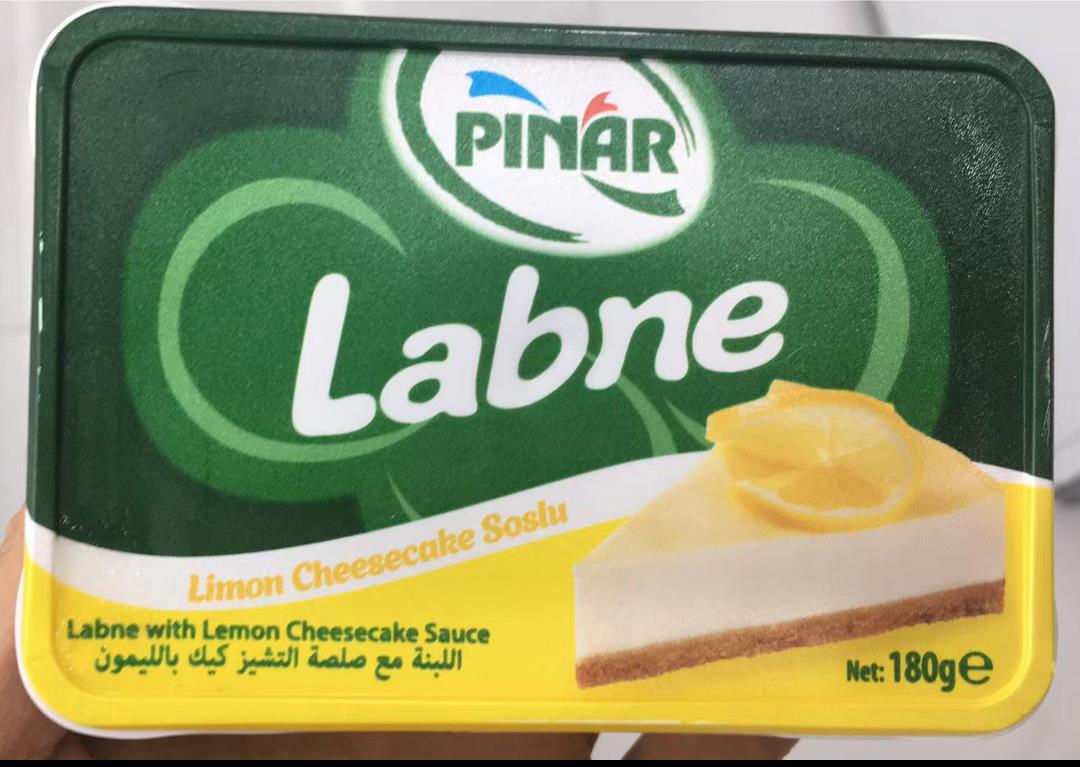 PINAR
Labne
Limon Cheesecake Soslu
Labne with Lemon Cheesecake Sauce
اللبنة مع صلصة التشيز كيك بالليمون
Net: 180g℮